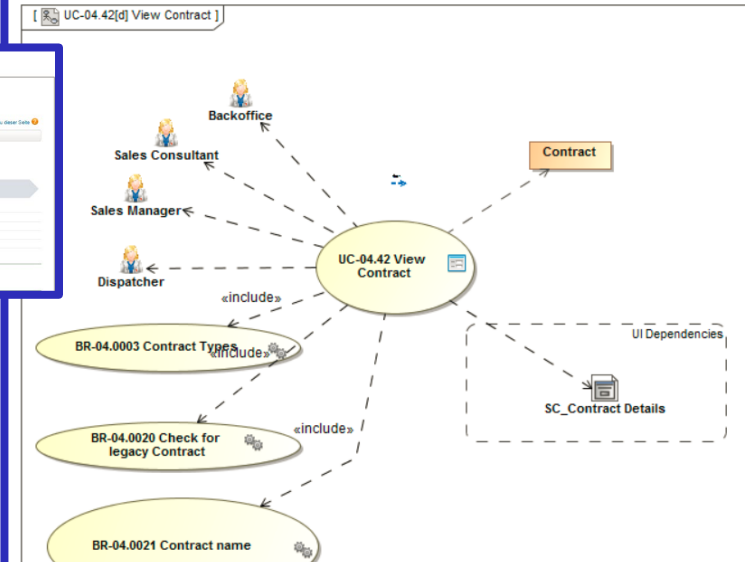 [ UC-04.42[d] View Contract ]
u dieser Seite
Backoffice
Sales Consultant
Contract
Sales Manager
UC-04.42 View
Contract
Dispatcher
«include»
UI Dependencies
BR-04.0003 Contract Types
«include»
SC_Contract Details
«include»
BR-04.0020 Check for
legacy Contract
BR-04.0021 Contract name